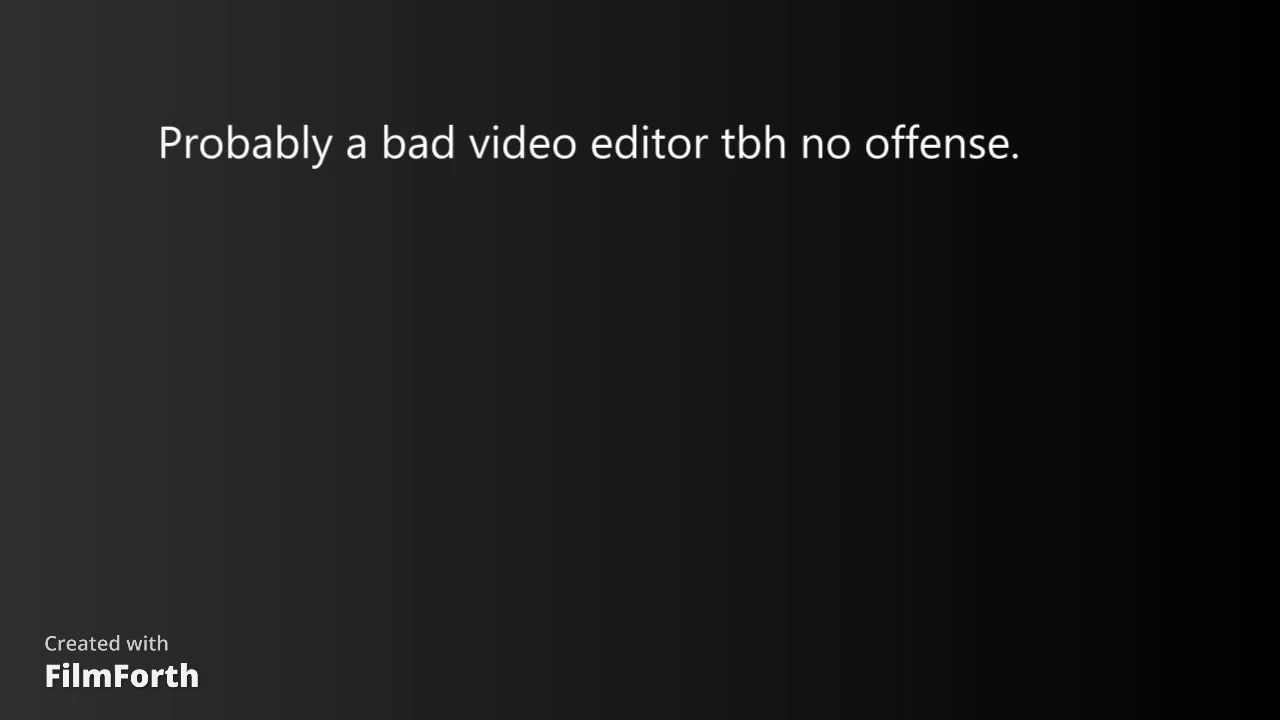 Probably a bad video editor tbh no offense.
Created with
FilmForth